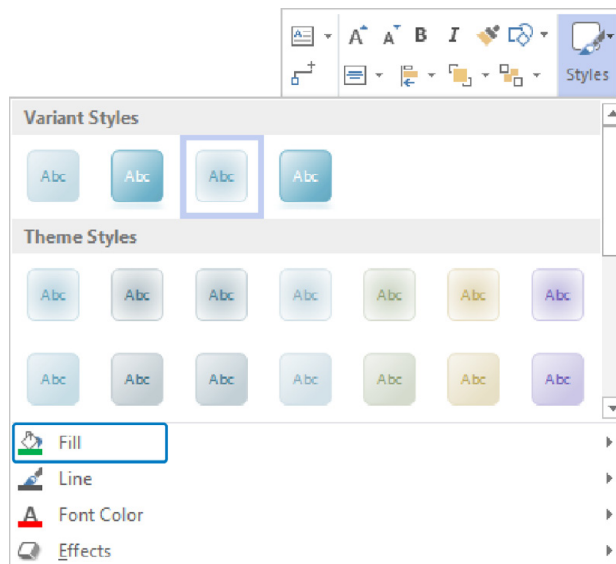 A A B I
Styles
Variant Styles
Abc Abc Abc Abc
Theme Styles
Abc Abc Abc Abc Abc Abc Abc
Abc Abc Abc Abc Abc Abc Abc
Fill
Line
A Font Color
Effects